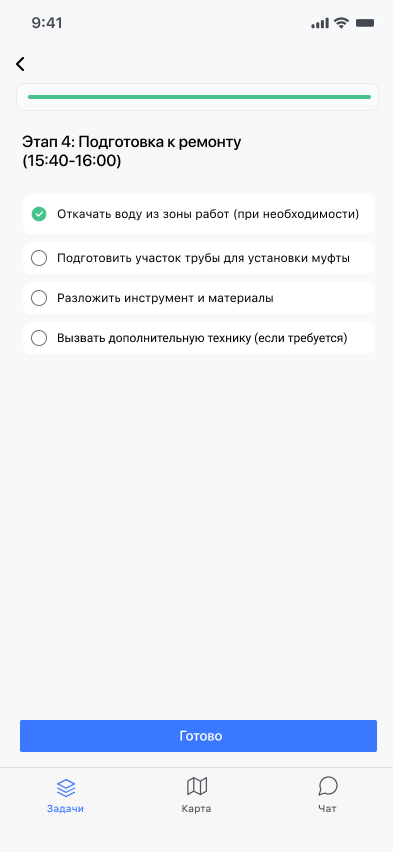 9:41
Этап 4: Подготовка к ремонту
(15:40-16:00)
Откачать воду из зоны работ (при необходимости)
Подготовить участок трубы для установки муфты
Разложить инструмент и материалы
Вызвать дополнительную технику (если требуется)
Готово
Задачи
Карта
Чат